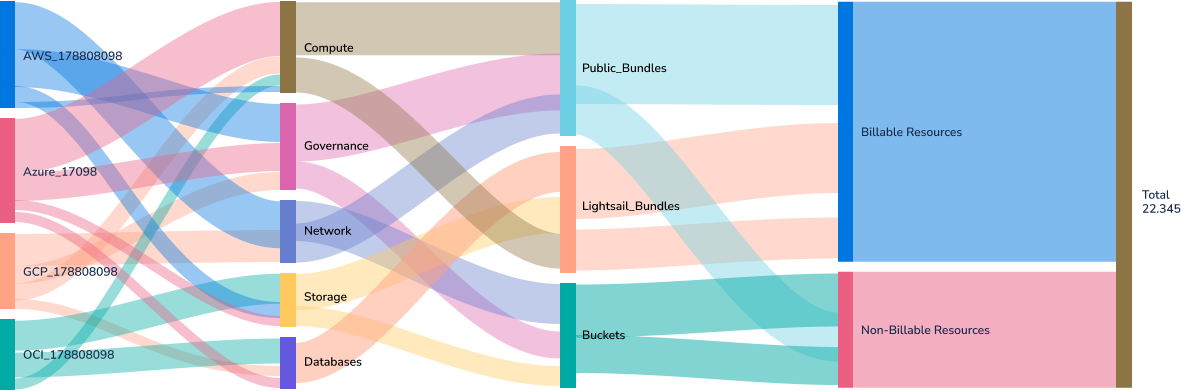 AWS_178808098
Azure_17098
GCP_178808098
OCI_178808098
Compute
Governance
Network
Storage
Databases
Public_Bundles
Lightsail_Bundles
Buckets
Billable Resources
Non-Billable Resources
Total
22.345